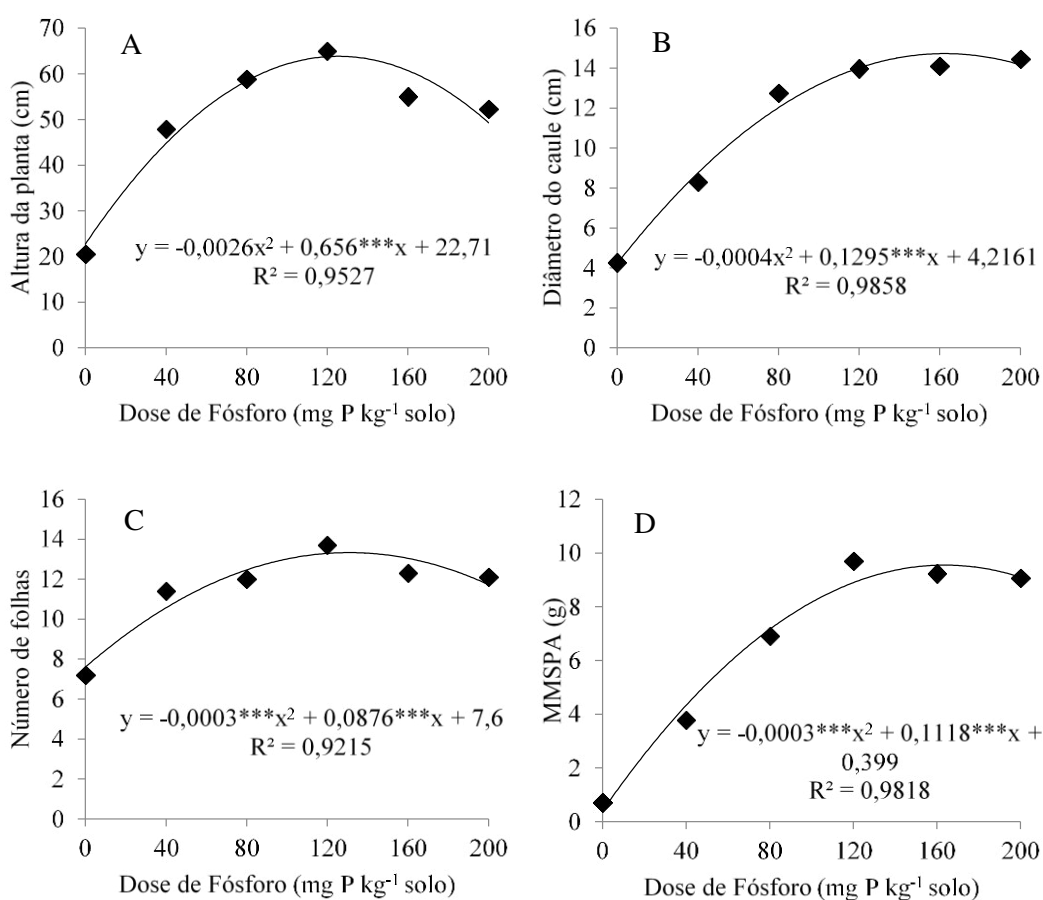 A
Altura da planta (cm)
70
60
50
40
30
20
10
0
y = -0,0026x² + 0,656***x + 22,71
R² = 0,9527
0 40 80 120 160 200
Dose de Fósforo (mg P kg⁻¹ solo)
B
Diâmetro do caule (cm)
16
14
12
10
8
6
4
2
0
y = -0,0004x² + 0,1295***x + 4,2161
R² = 0,9858
0 40 80 120 160 200
Dose de Fósforo (mg P kg⁻¹ solo)
C
Número de folhas
16
14
12
10
8
6
4
2
0
y = -0,0003***x² + 0,0876***x + 7,6
R² = 0,9215
0 40 80 120 160 200
Dose de Fósforo (mg P kg⁻¹ solo)
D
MMSPA (g)
12
10
8
6
4
2
0
y = -0,0003***x² + 0,1118***x +
0,399
R² = 0,9818
0 40 80 120 160 200
Dose de Fósforo (mg P kg⁻¹ solo)